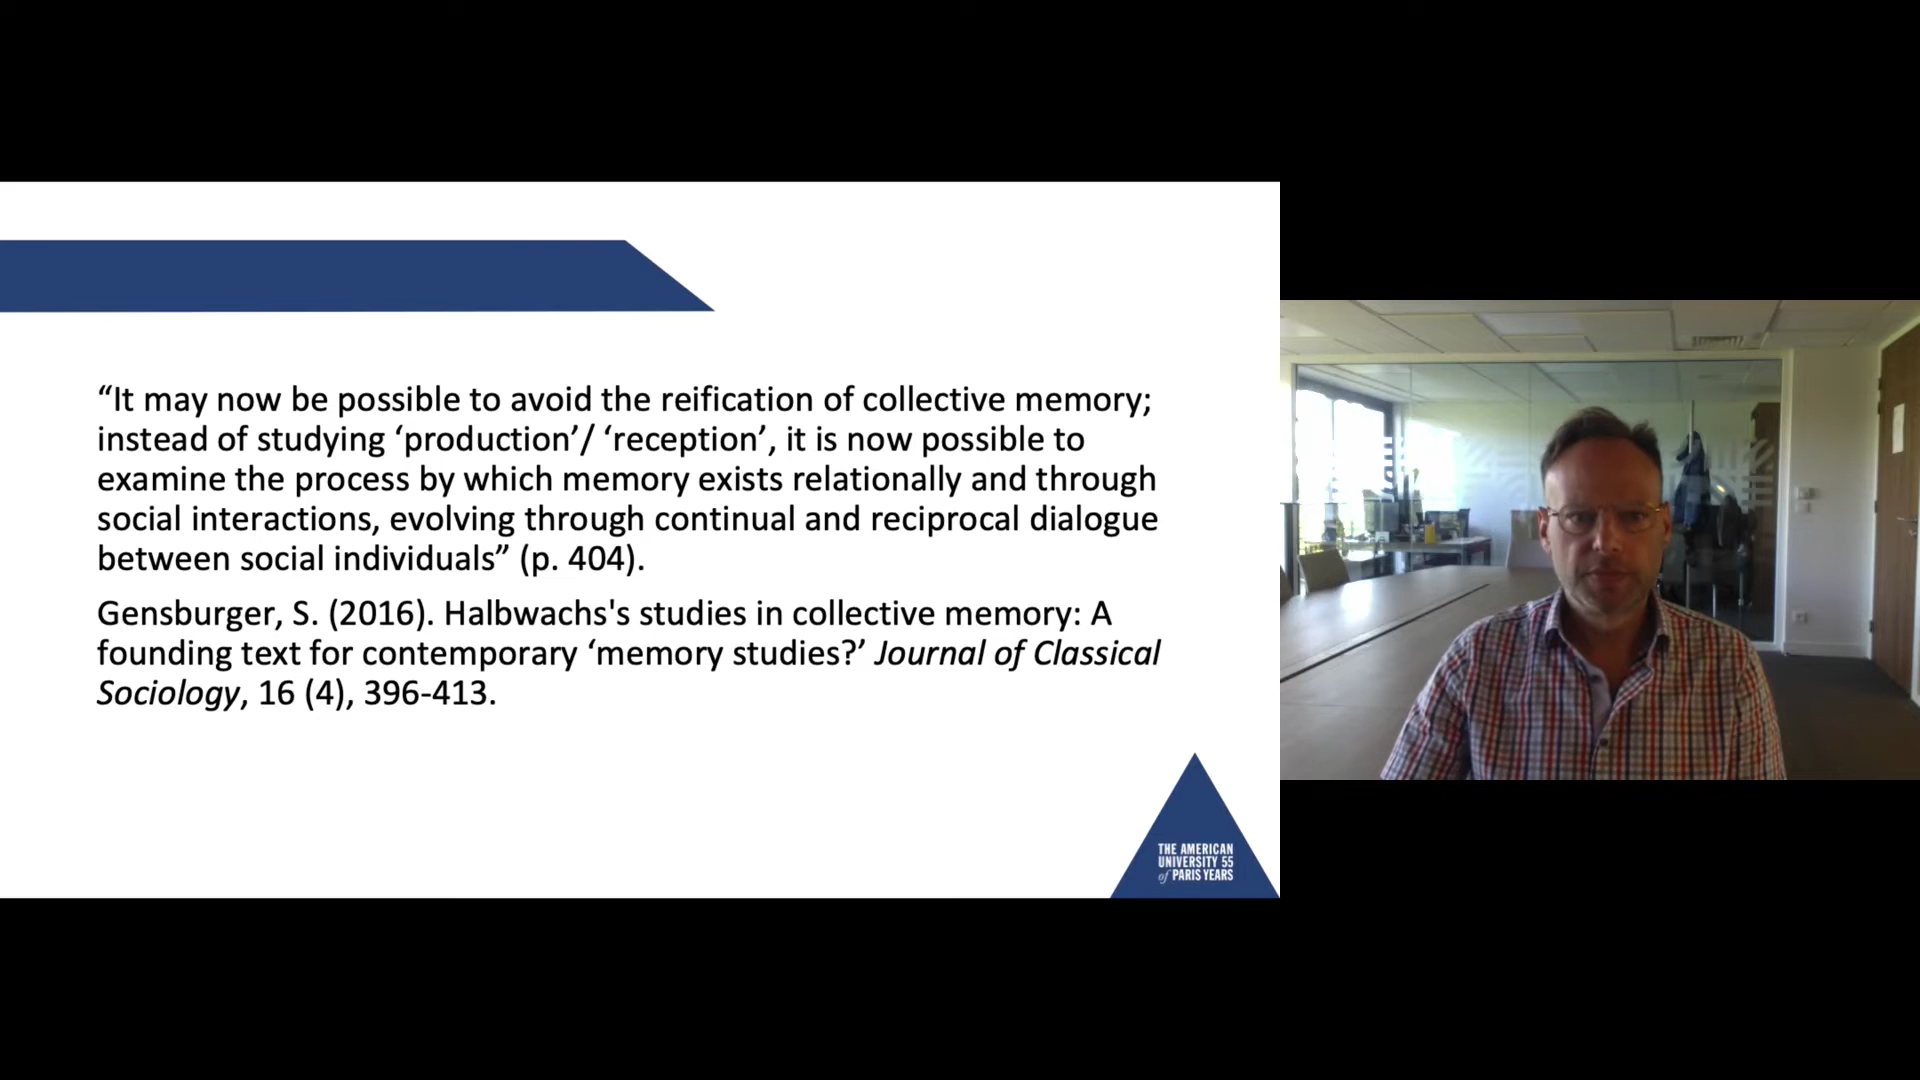 “It may now be possible to avoid the reification of collective memory;
instead of studying ‘production’/ ‘reception’, it is now possible to
examine the process by which memory exists relationally and through
social interactions, evolving through continual and reciprocal dialogue
between social individuals” (p. 404).
Gensburger, S. (2016). Halbwachs's studies in collective memory: A
founding text for contemporary ‘memory studies?’ Journal of Classical
Sociology, 16 (4), 396-413.
THE AMERICAN
UNIVERSITY 55
of PARIS YEARS